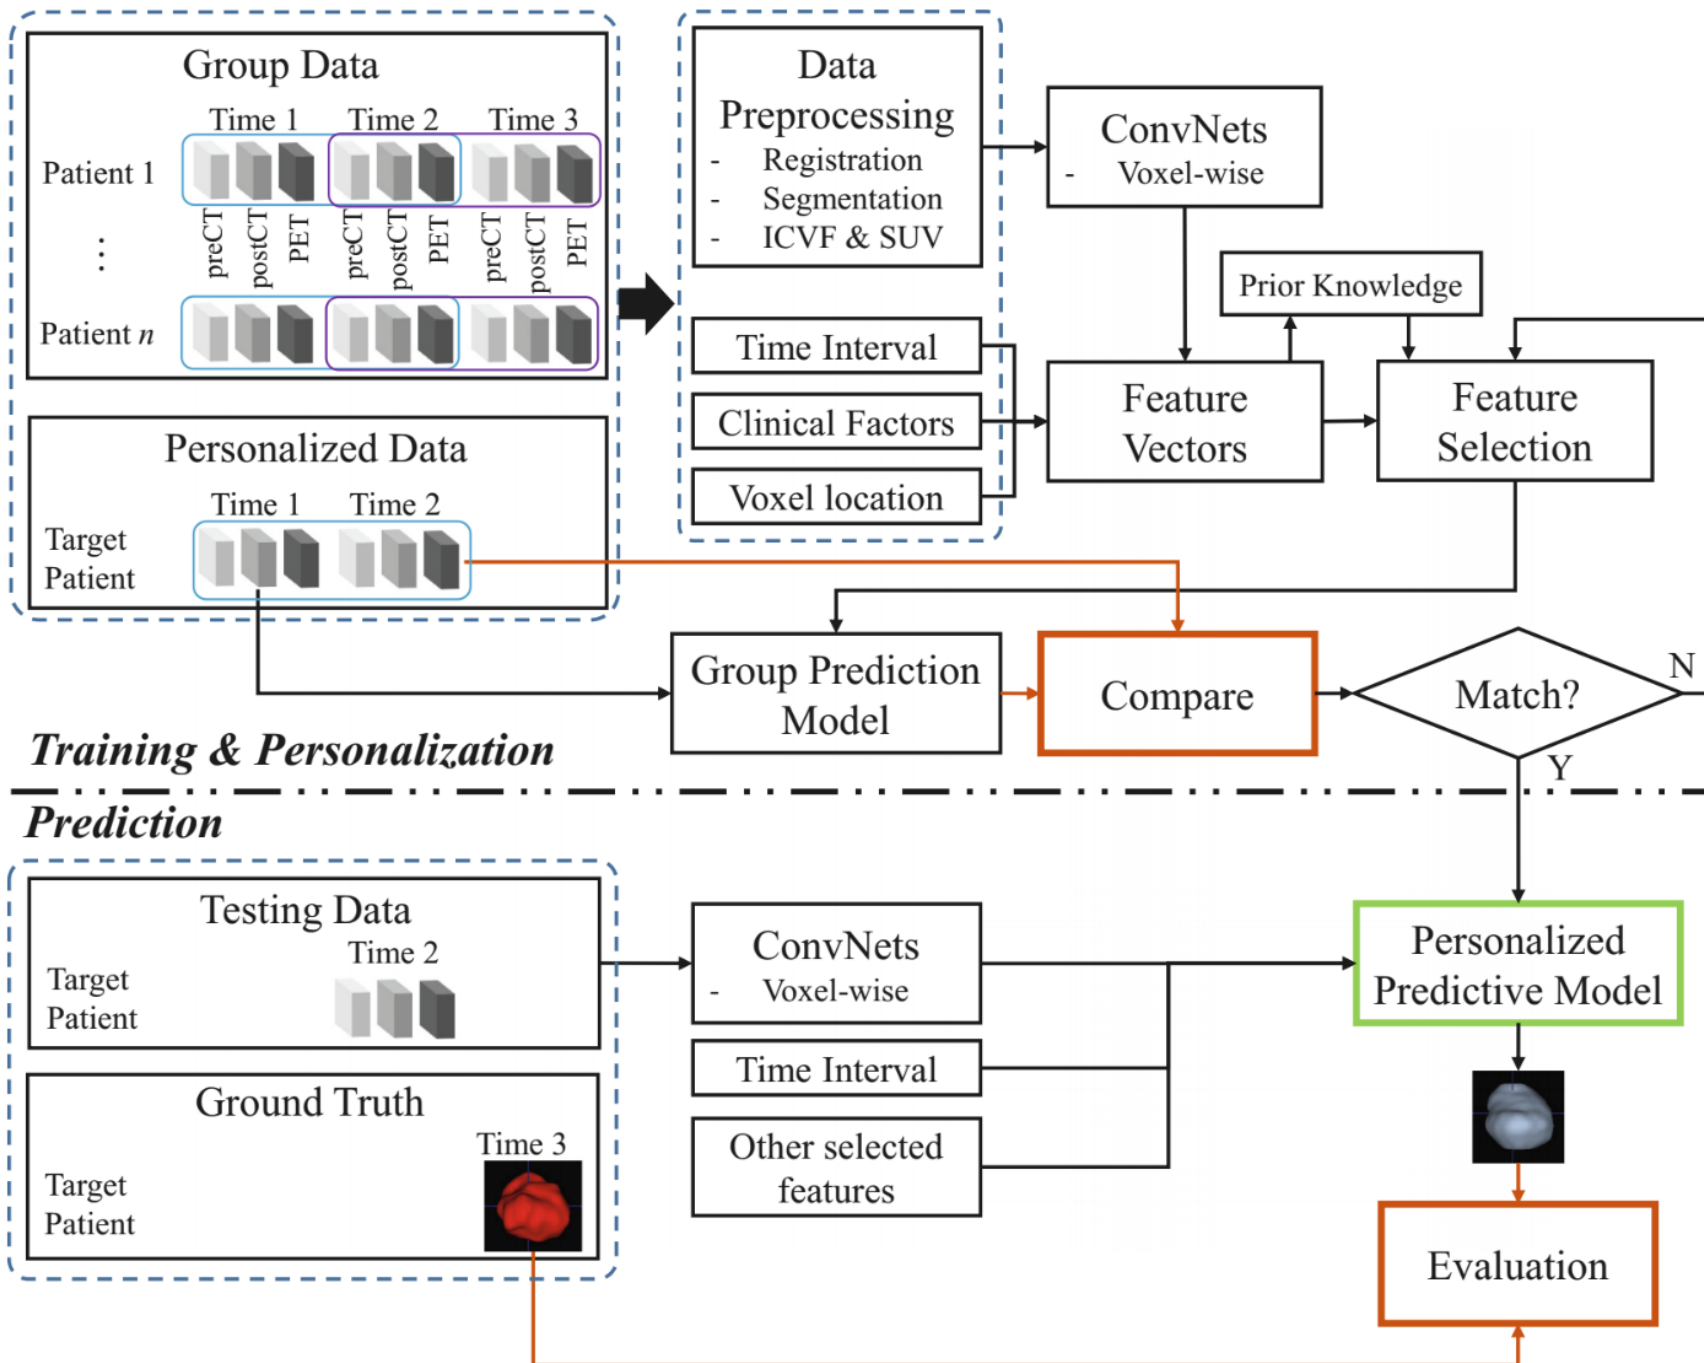 Group Data
Time 1 Time 2 Time 3
Patient 1
preCT postCT PET preCT postCT PET preCT postCT PET
⋮
Patient n
Personalized Data
Time 1 Time 2
Target
Patient
Data
Preprocessing
- Registration
- Segmentation
- ICVF & SUV
Time Interval
Clinical Factors
Voxel location
ConvNets
- Voxel-wise
Prior Knowledge
Feature
Vectors
Feature
Selection
Group Prediction
Model
Compare
Match?
N
Y
Training & Personalization
Prediction
Testing Data
Time 2
Target
Patient
Ground Truth
Time 3
Target
Patient
ConvNets
- Voxel-wise
Time Interval
Other selected
features
Personalized
Predictive Model
Evaluation